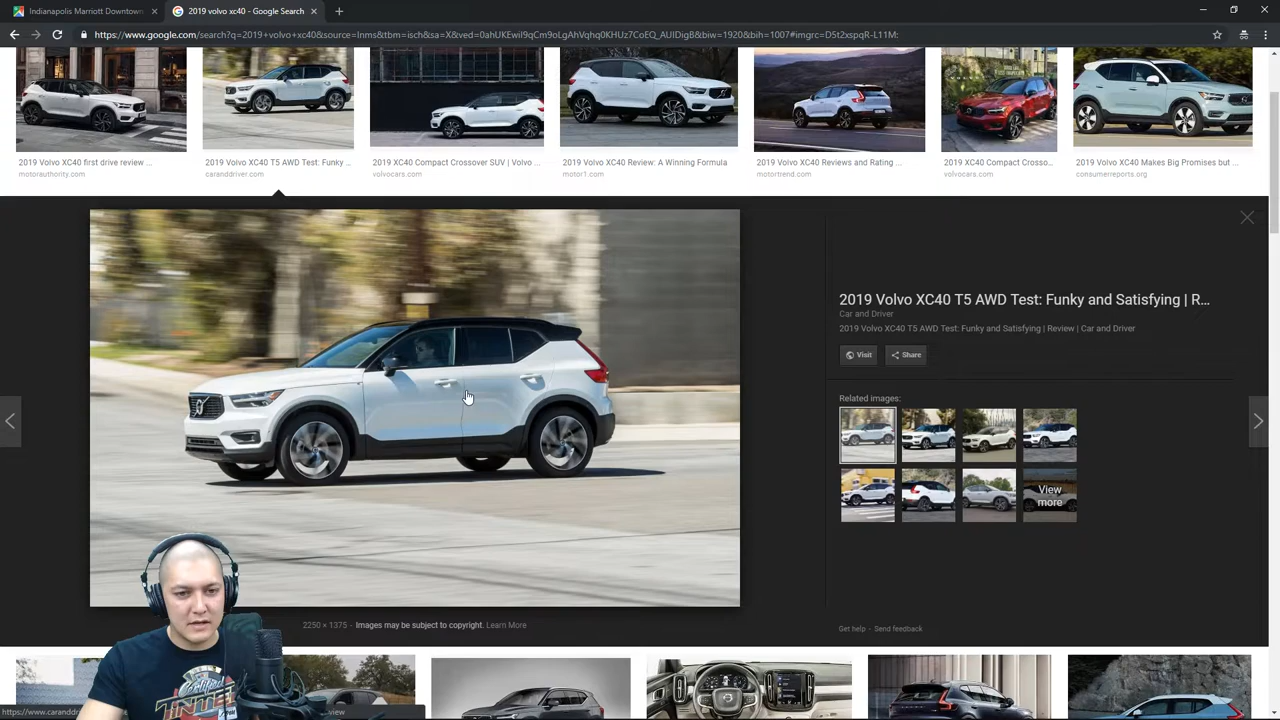 Indianapolis Marriott Downtown
2019 volvo xc40 - Google Search
https://www.google.com/search?q=2019+volvo+xc40&source=lnms&tbm=isch&sa=X&ved=0ahUKEwiI9qCm9oLgAhVqhq0KHUz7CoEQ_AUIDigB&biw=1920&bih=1007#imgrc=D5t2xspqR-L11M:
2019 Volvo XC40 first drive review ...
motorauthority.com
2019 Volvo XC40 T5 AWD Test: Funky ...
caranddriver.com
2019 XC40 Compact Crossover SUV | Volvo ...
volvocars.com
2019 Volvo XC40 Review: A Winning Formula
motor1.com
2019 Volvo XC40 Reviews and Rating ...
motortrend.com
2019 XC40 Compact Crosso...
volvocars.com
2019 Volvo XC40 Makes Big Promises but ...
consumerreports.org
2019 Volvo XC40 T5 AWD Test: Funky and Satisfying | R...
Car and Driver
2019 Volvo XC40 T5 AWD Test: Funky and Satisfying | Review | Car and Driver
Visit
Share
Related images:
View
more
2250 × 1375 - Images may be subject to copyright. Learn More
Get help - Send feedback